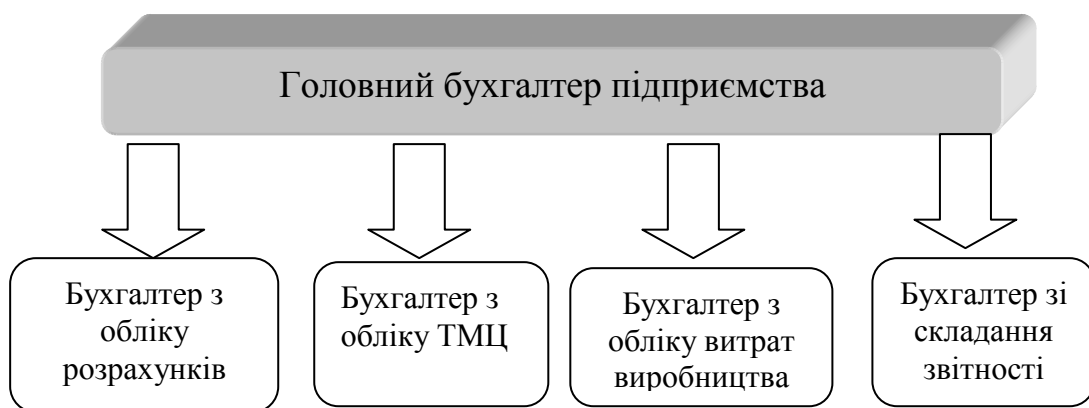 Головний бухгалтер підприємства
Бухгалтер з
обліку
розрахунків
Бухгалтер з
обліку ТМЦ
Бухгалтер з
обліку витрат
виробництва
Бухгалтер зі
складання
звітності